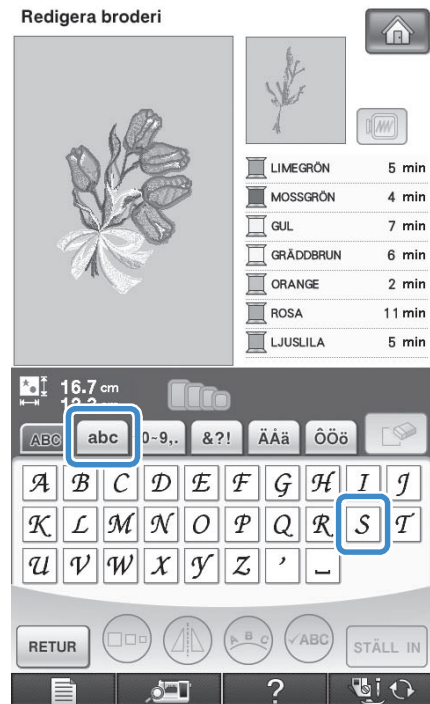 Redigera broderi
LIMEGRÖN 5 min
MOSSGRÖN 4 min
GUL 7 min
GRÄDDBRUN 6 min
ORANGE 2 min
ROSA 11 min
LJUSLILA 5 min
16.7 cm
ABC abc 0~9,. &?! ÄÅä ÔÖö
A B C D E F G H I J
K L M N O P Q R S T
U V W X Y Z ’ ⎵
RETUR A B C ✓ABC STÄLL IN
?